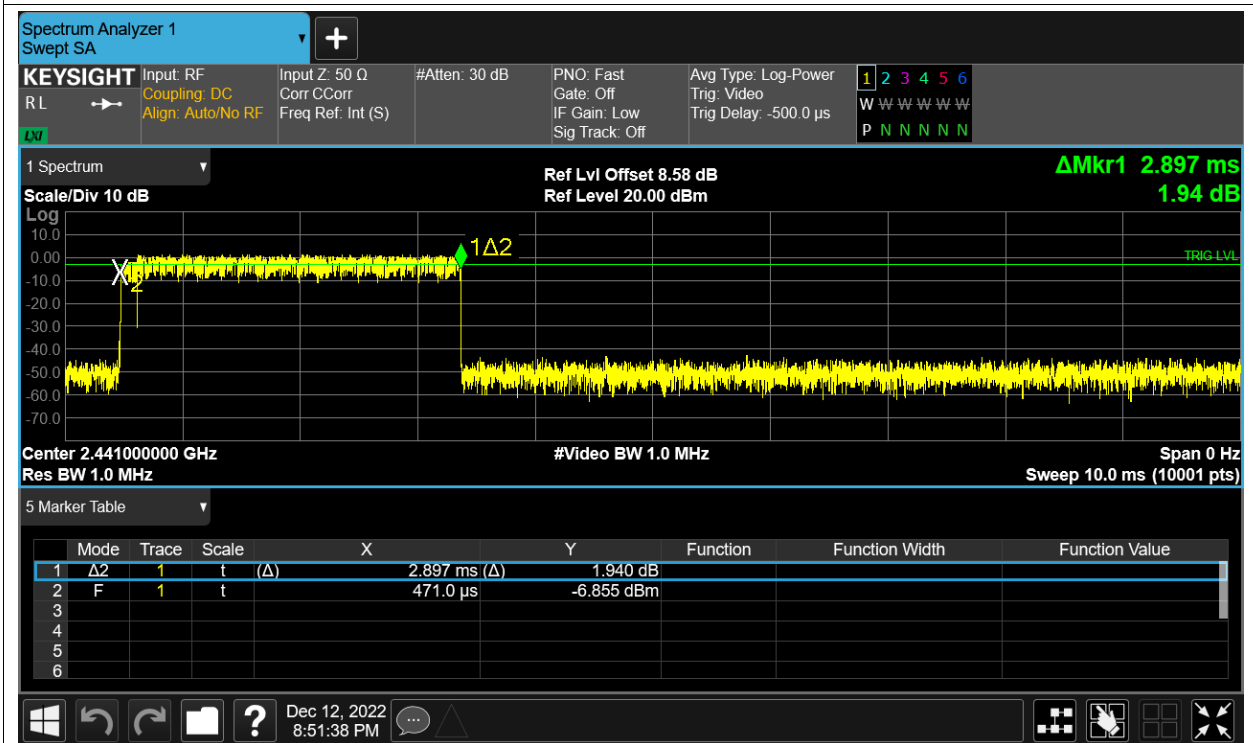 Spectrum Analyzer 1
Swept SA
+
KEYSIGHT Input: RF Input Z: 50 Ω #Atten: 30 dB PNO: Fast Avg Type: Log-Power 1 2 3 4 5 6
RL Coupling: DC Corr CCorr Gate: Off Trig: Video W W W W W W
Align: Auto/No RF Freq Ref: Int (S) IF Gain: Low Trig Delay: -500.0 µs P N N N N N
LXI Sig Track: Off
1 Spectrum Ref Lvl Offset 8.58 dB ΔMkr1 2.897 ms
Scale/Div 10 dB Ref Level 20.00 dBm 1.94 dB
Log
10.0
1Δ2
0.00 TRIG LVL
X2
-10.0
-20.0
-30.0
-40.0
-50.0
-60.0
-70.0
Center 2.441000000 GHz #Video BW 1.0 MHz Span 0 Hz
Res BW 1.0 MHz Sweep 10.0 ms (10001 pts)
5 Marker Table
Mode Trace Scale X Y Function Function Width Function Value
1 Δ2 1 t (Δ) 2.897 ms (Δ) 1.940 dB
2 F 1 t 471.0 µs -6.855 dBm
3
4
5
6
? Dec 12, 2022
8:51:38 PM